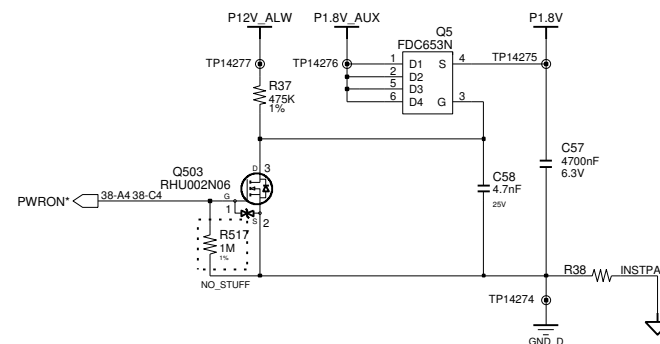 P12V_ALW
P1.8V_AUX
P1.8V
Q5
FDC653N
TP14277
TP14276
TP14275
1 D1 S 4
2 D2
5 D3
6 D4 G 3
R37
475K
1%
C57
4700nF
6.3V
Q503
RHU002N06
D 3
C58
4.7nF
25V
PWRON*
38-A4 38-C4
G
1
S
2
R517
1M
1%
NO_STUFF
R38
INSTPA
TP14274
GND_D